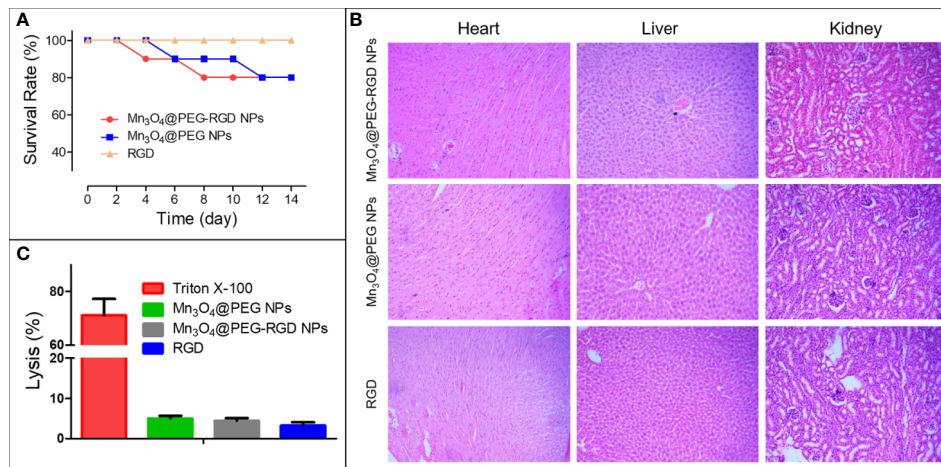 A
Survival Rate (%)
100
80
60
40
Mn₃O₄@PEG-RGD NPs
Mn₃O₄@PEG NPs
RGD
0 2 4 6 8 10 12 14
Time (day)
B
Heart Liver Kidney
Mn₃O₄@PEG-RGD NPs
Mn₃O₄@PEG NPs
RGD
C
Lysis (%)
80
60
20
10
0
Triton X-100
Mn₃O₄@PEG NPs
Mn₃O₄@PEG-RGD NPs
RGD